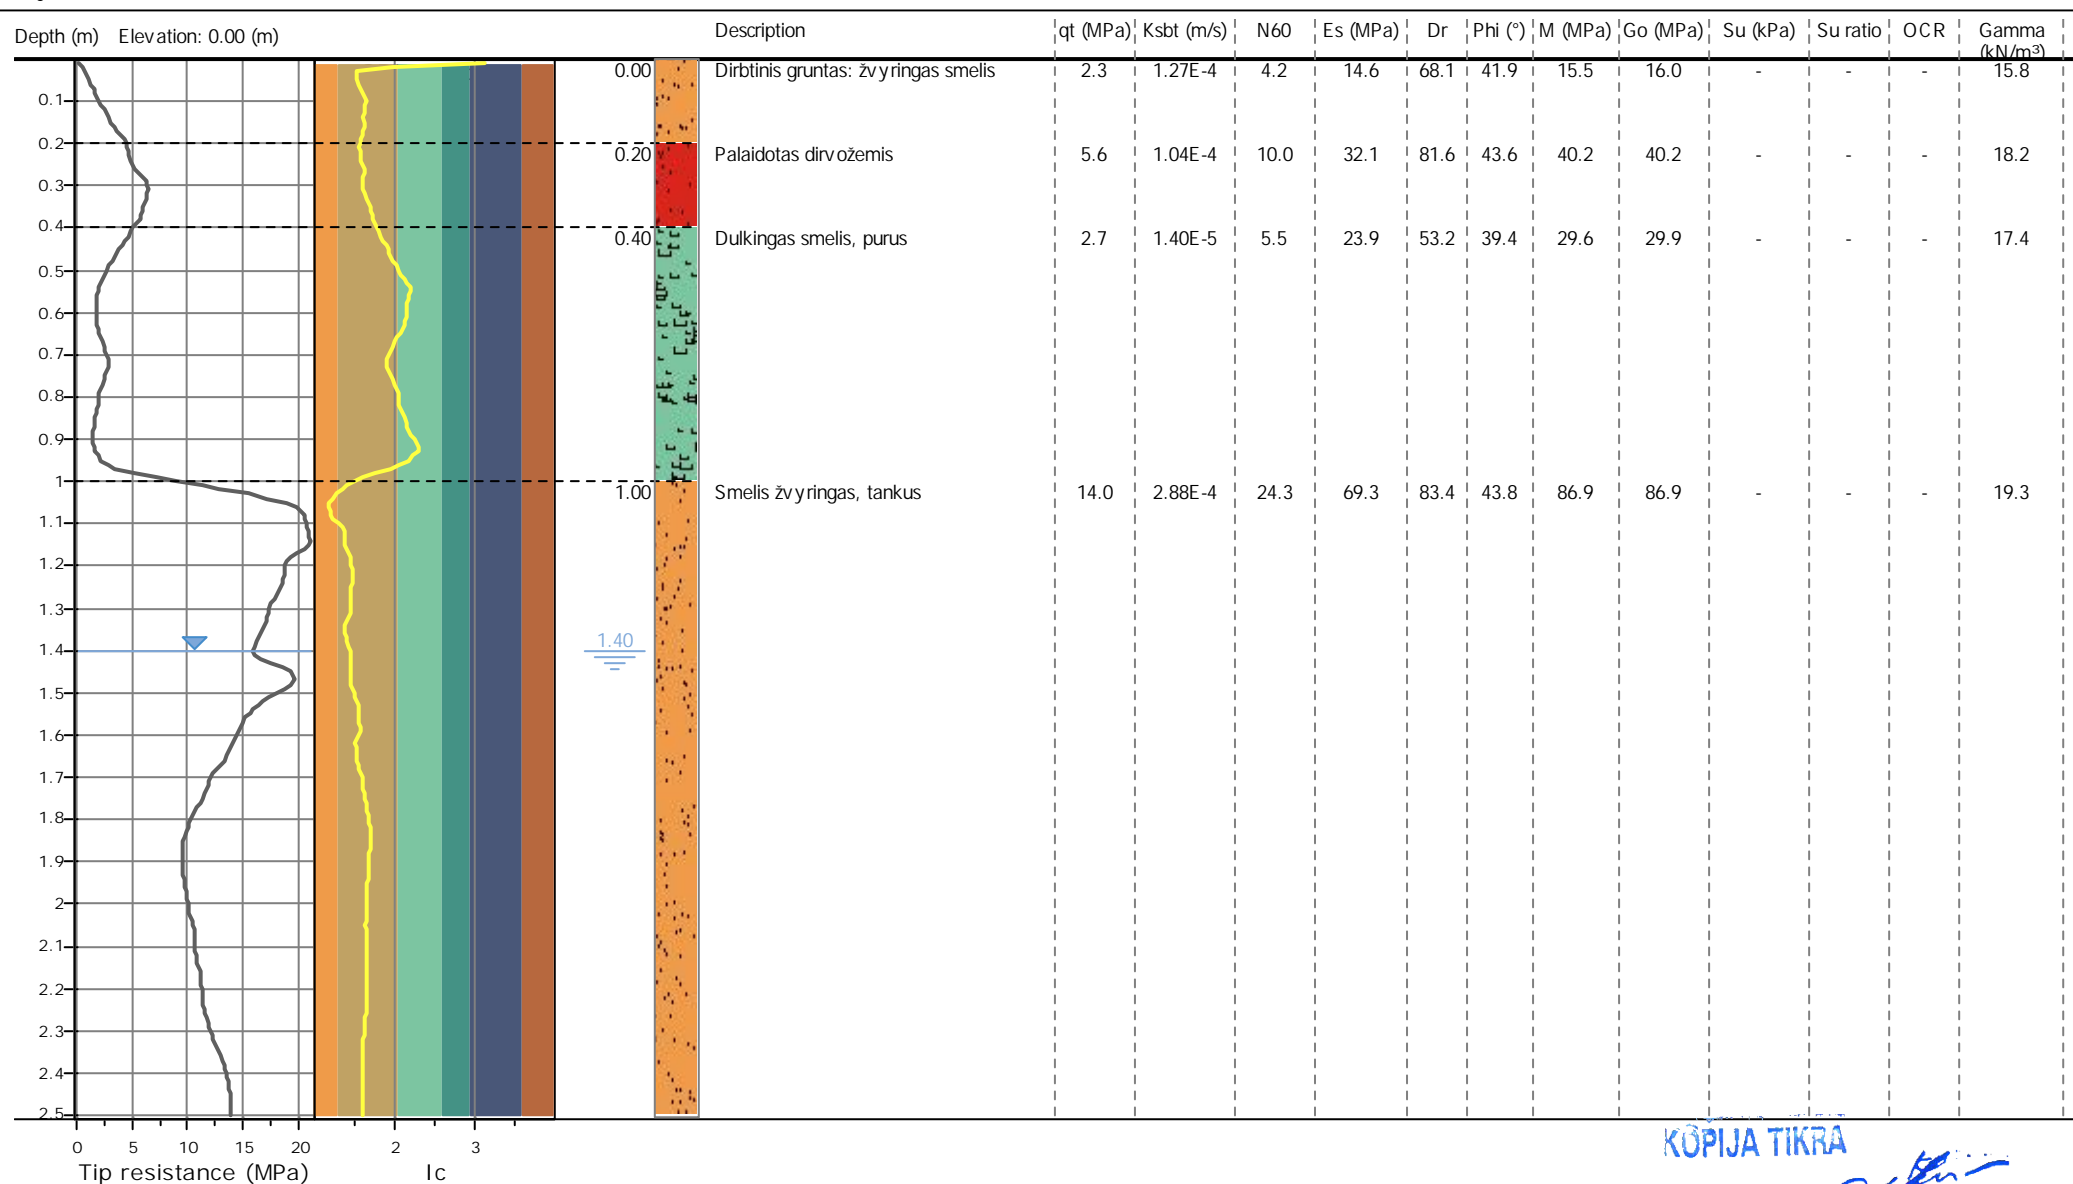 Depth (m) Elevation: 0.00 (m) Description qt (MPa) Ksbt (m/s) N60 Es (MPa) Dr Phi (°) M (MPa) Go (MPa) Su (kPa) Su ratio OCR Gamma (kN/m³)
0.00 Dirbtinis gruntas: žvyringas smelis 2.3 1.27E-4 4.2 14.6 68.1 41.9 15.5 16.0 - - - 15.8
0.1
0.2 0.20 Palaidotas dirvožemis 5.6 1.04E-4 10.0 32.1 81.6 43.6 40.2 40.2 - - - 18.2
0.3
0.4 0.40 Dulkingas smelis, purus 2.7 1.40E-5 5.5 23.9 53.2 39.4 29.6 29.9 - - - 17.4
0.5
0.6
0.7
0.8
0.9
1 1.00 Smelis žvyringas, tankus 14.0 2.88E-4 24.3 69.3 83.4 43.8 86.9 86.9 - - - 19.3
1.1
1.2
1.3
1.4 1.40
1.5
1.6
1.7
1.8
1.9
2
2.1
2.2
2.3
2.4
2.5
0 5 10 15 20 2 3
Tip resistance (MPa) Ic
KOPIJA TIKRA